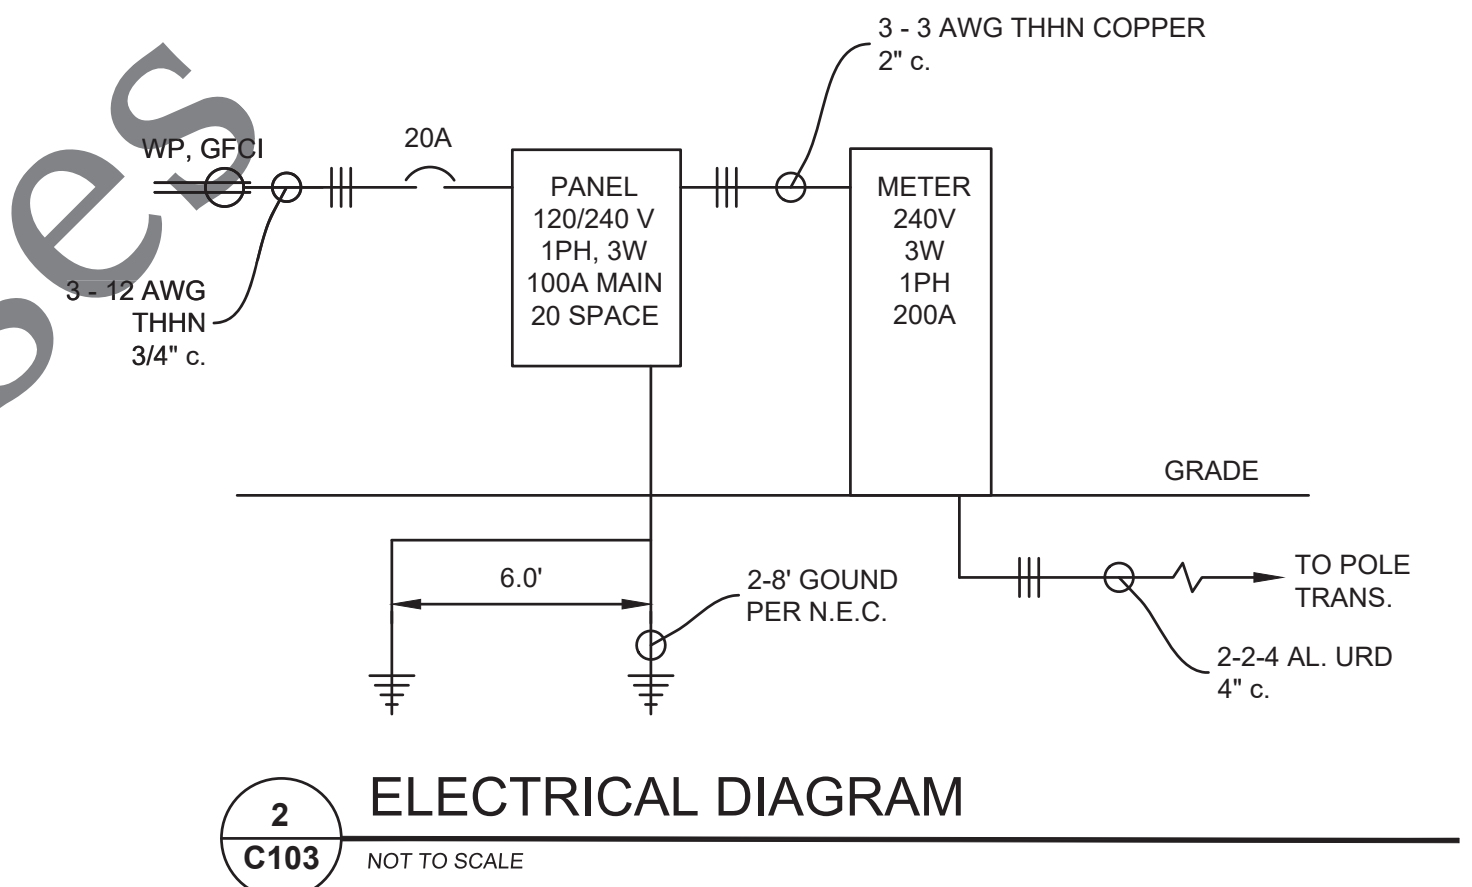 3 - 3 AWG THHN COPPER
2" c.
WP, GFCI
20A
PANEL
120/240 V
1PH, 3W
100A MAIN
20 SPACE
METER
240V
3W
1PH
200A
3 - 12 AWG
THHN
3/4" c.
GRADE
6.0'
2-8' GOUND
PER N.E.C.
TO POLE
TRANS.
2-2-4 AL. URD
4" c.
2
C103
ELECTRICAL DIAGRAM
NOT TO SCALE